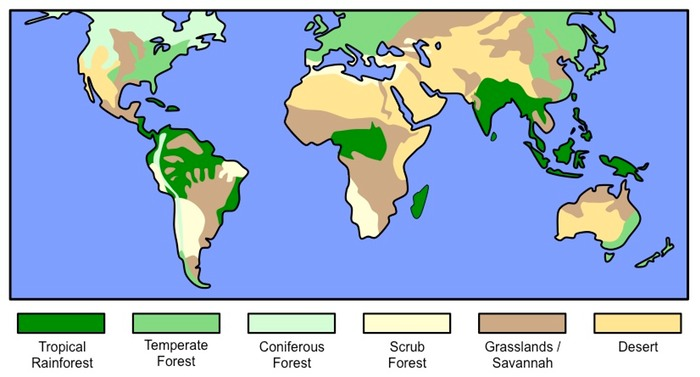 Tropical
Rainforest
Temperate
Forest
Coniferous
Forest
Scrub
Forest
Grasslands /
Savannah
Desert